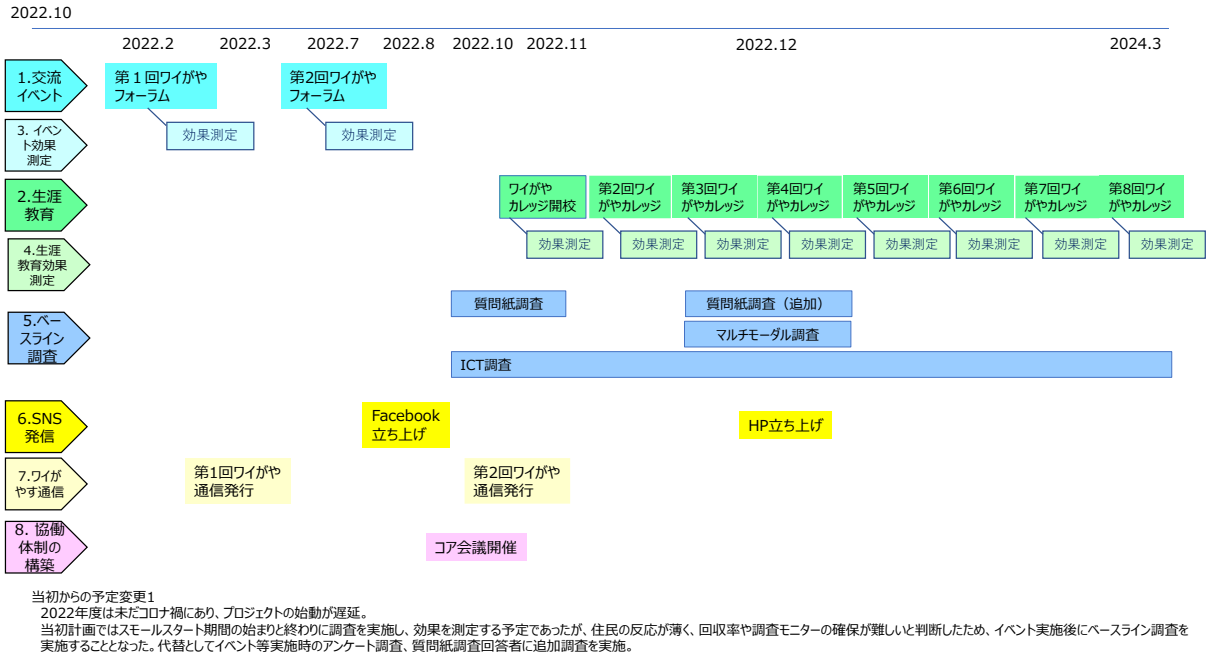 2022.10
2022.2
2022.3
2022.7
2022.8
2022.10
2022.11
2022.12
2024.3
1.交流
イベント
第１回ワイがや
フォーラム
第2回ワイがや
フォーラム
3. イベン
ト効果
測定
効果測定
効果測定
2.生涯
教育
ワイがや
カレッジ開校
第2回ワイ
がやカレッジ
第3回ワイ
がやカレッジ
第4回ワイ
がやカレッジ
第5回ワイ
がやカレッジ
第6回ワイ
がやカレッジ
第7回ワイ
がやカレッジ
第8回ワイ
がやカレッジ
4.生涯
教育効果
測定
効果測定
効果測定
効果測定
効果測定
効果測定
効果測定
効果測定
効果測定
5.ベー
スライン
調査
質問紙調査
質問紙調査（追加）
マルチモーダル調査
ICT調査
6.SNS
発信
Facebook
立ち上げ
HP立ち上げ
7.ワイが
やす通信
第1回ワイがや
通信発行
第2回ワイがや
通信発行
8. 協働
体制の
構築
コア会議開催
当初からの予定変更1
2022年度は未だコロナ禍にあり、プロジェクトの始動が遅延。
当初計画ではスモールスタート期間の始まりと終わりに調査を実施し、効果を測定する予定であったが、住民の反応が薄く、回収率や調査モニターの確保が難しいと判断したため、イベント実施後にベースライン調査を
実施することとなった。代替としてイベント等実施時のアンケート調査、質問紙調査回答者に追加調査を実施。